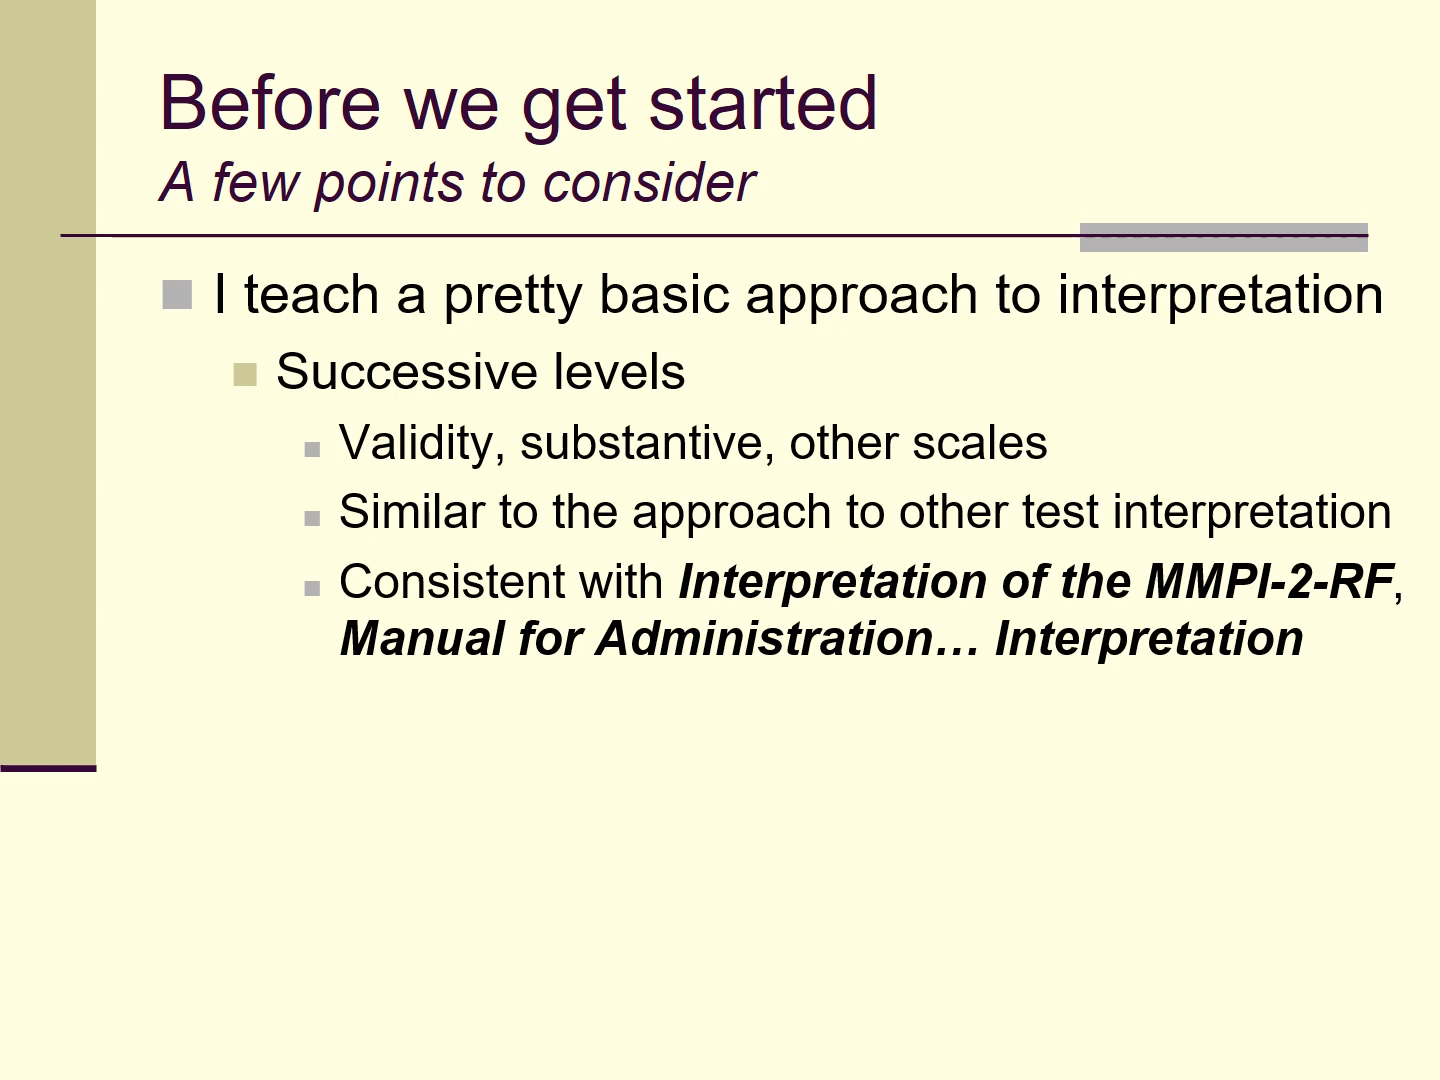 Before we get started
A few points to consider
I teach a pretty basic approach to interpretation
Successive levels
Validity, substantive, other scales
Similar to the approach to other test interpretation
Consistent with Interpretation of the MMPI-2-RF,
Manual for Administration… Interpretation